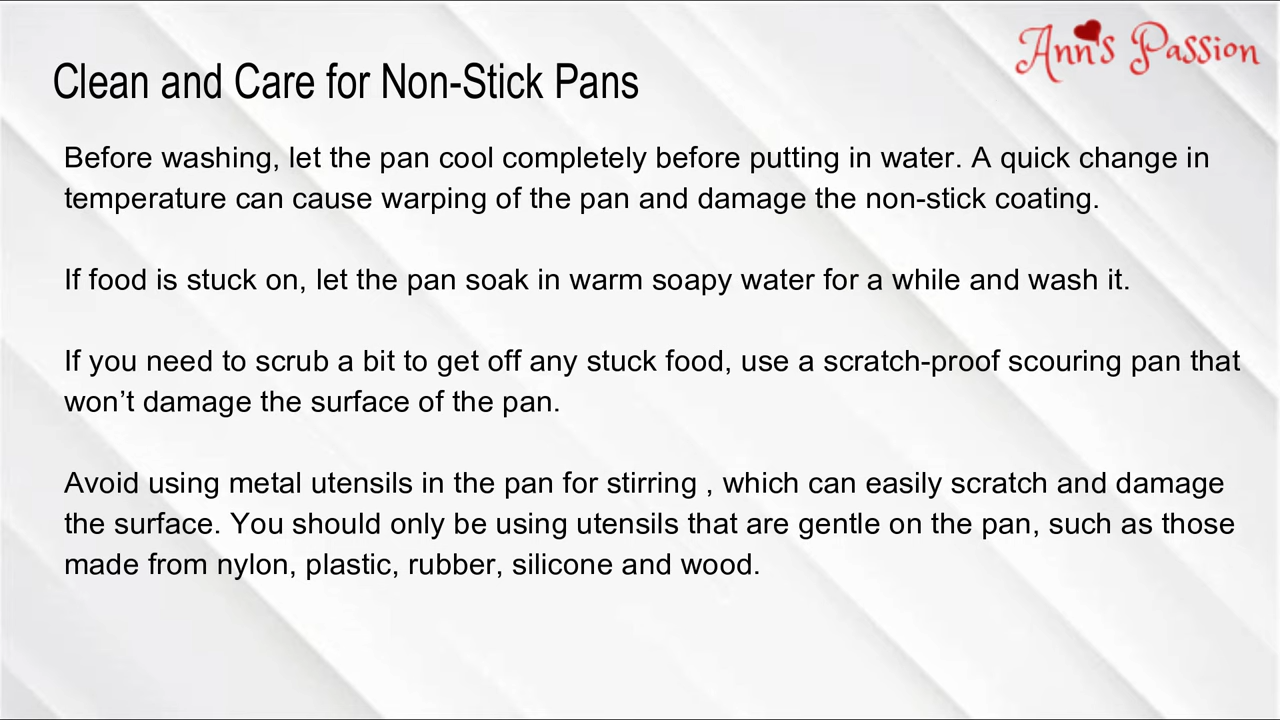 Ann's Passion
Clean and Care for Non-Stick Pans
Before washing, let the pan cool completely before putting in water. A quick change in
temperature can cause warping of the pan and damage the non-stick coating.
If food is stuck on, let the pan soak in warm soapy water for a while and wash it.
If you need to scrub a bit to get off any stuck food, use a scratch-proof scouring pan that
won’t damage the surface of the pan.
Avoid using metal utensils in the pan for stirring , which can easily scratch and damage
the surface. You should only be using utensils that are gentle on the pan, such as those
made from nylon, plastic, rubber, silicone and wood.